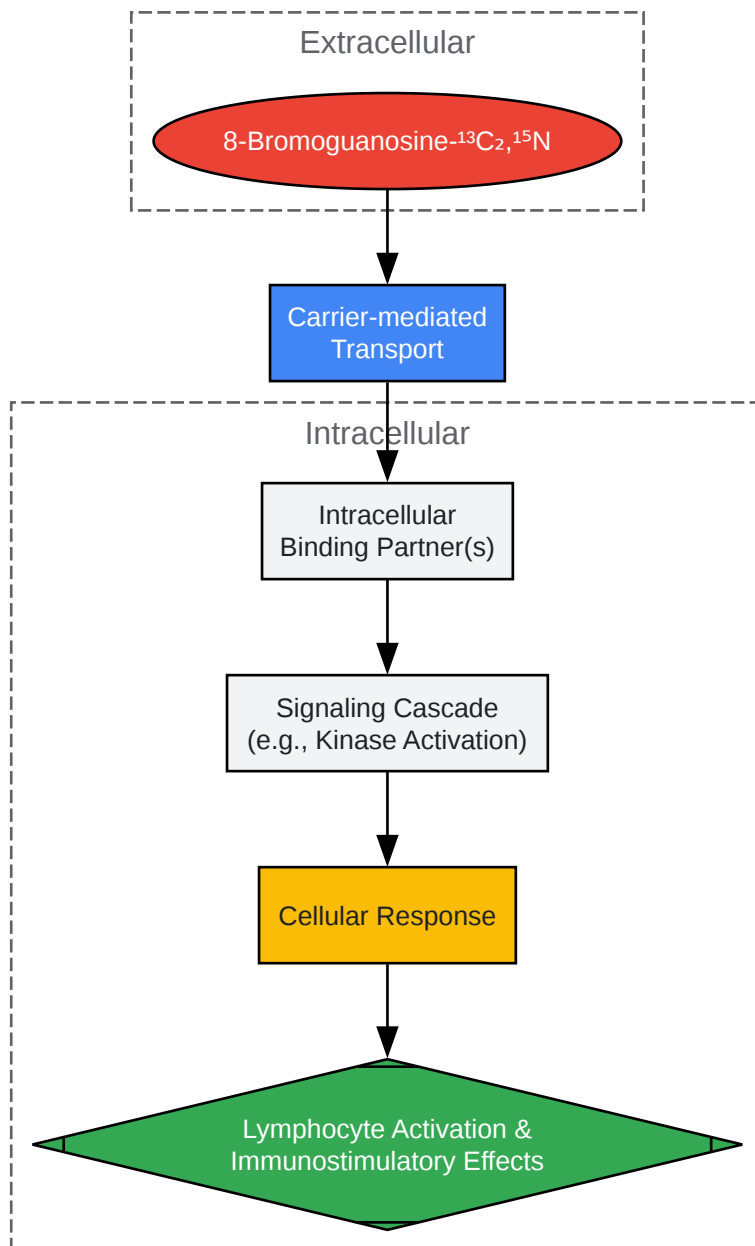 Extracellular
8-Bromoguanosine-¹³C₂,¹⁵N
Carrier-mediated
Transport
Intracellular
Intracellular
Binding Partner(s)
Signaling Cascade
(e.g., Kinase Activation)
Cellular Response
Lymphocyte Activation &
Immunostimulatory Effects